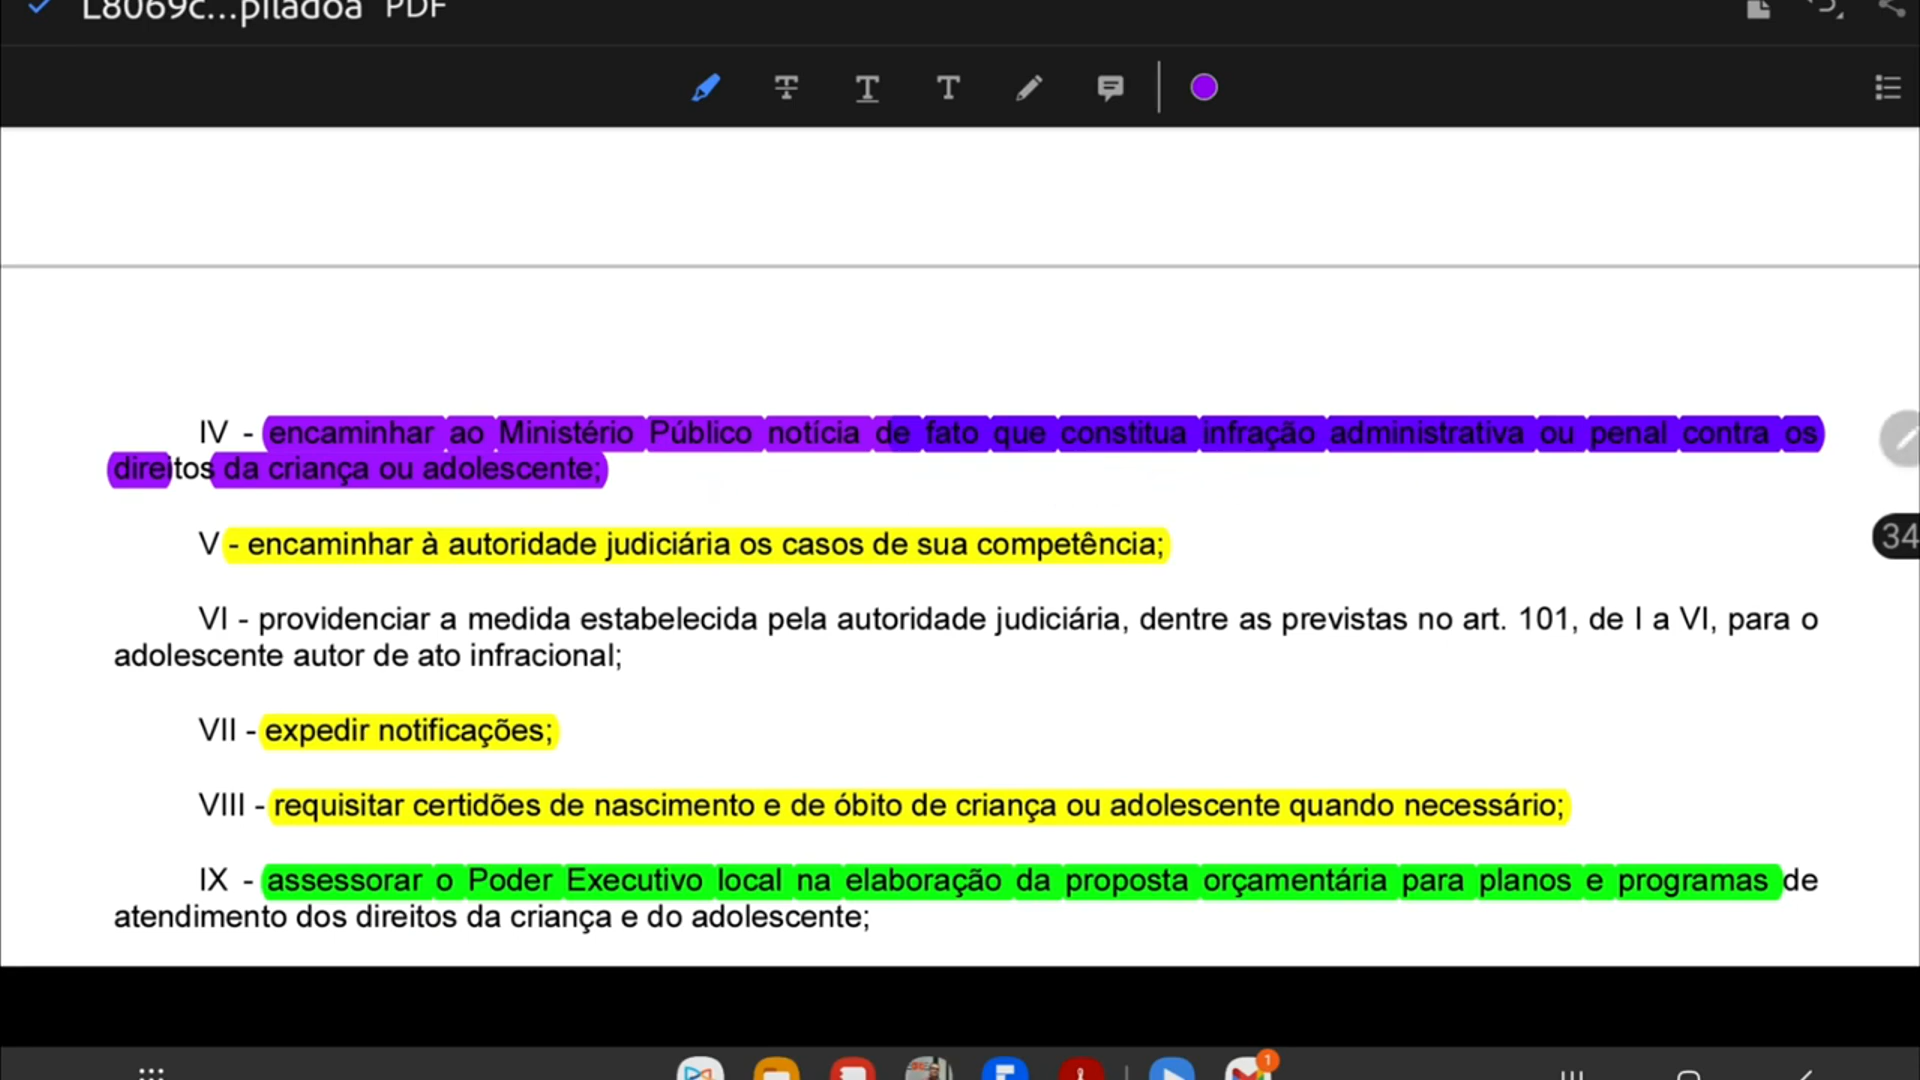 L8069c...piladoa PDF
IV - encaminhar ao Ministério Público notícia de fato que constitua infração administrativa ou penal contra os
direitos da criança ou adolescente;
34
V - encaminhar à autoridade judiciária os casos de sua competência;
VI - providenciar a medida estabelecida pela autoridade judiciária, dentre as previstas no art. 101, de I a VI, para o
adolescente autor de ato infracional;
VII - expedir notificações;
VIII - requisitar certidões de nascimento e de óbito de criança ou adolescente quando necessário;
IX - assessorar o Poder Executivo local na elaboração da proposta orçamentária para planos e programas de
atendimento dos direitos da criança e do adolescente;
1